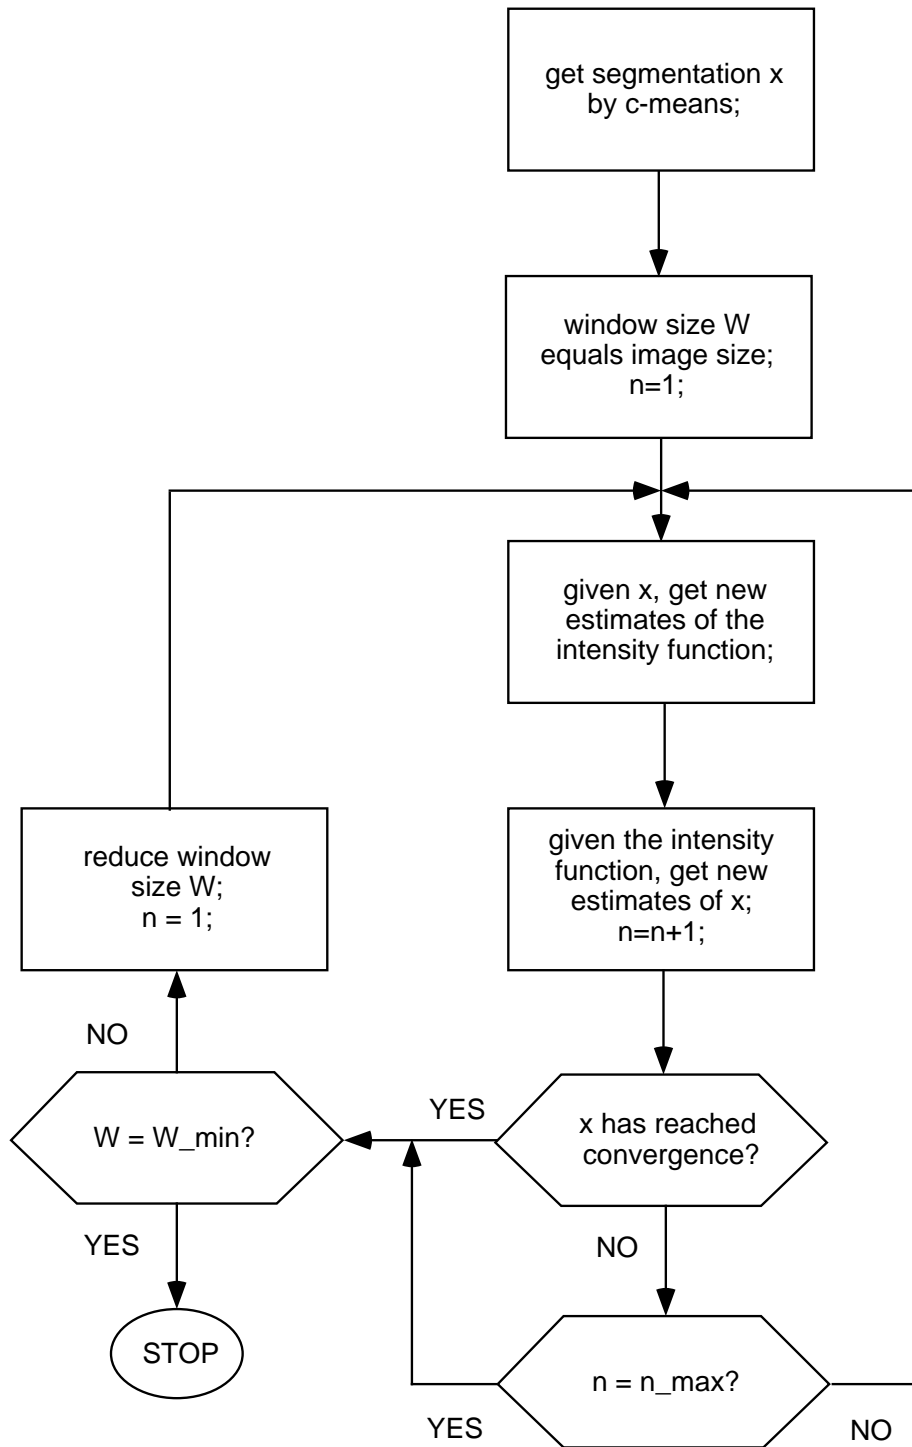 get segmentation x
by c-means;
window size W
equals image size;
n=1;
given x, get new
estimates of the
intensity function;
given the intensity
function, get new
estimates of x;
n=n+1;
reduce window
size W;
n = 1;
NO
W = W_min?
YES
x has reached
convergence?
YES
NO
STOP
n = n_max?
YES
NO